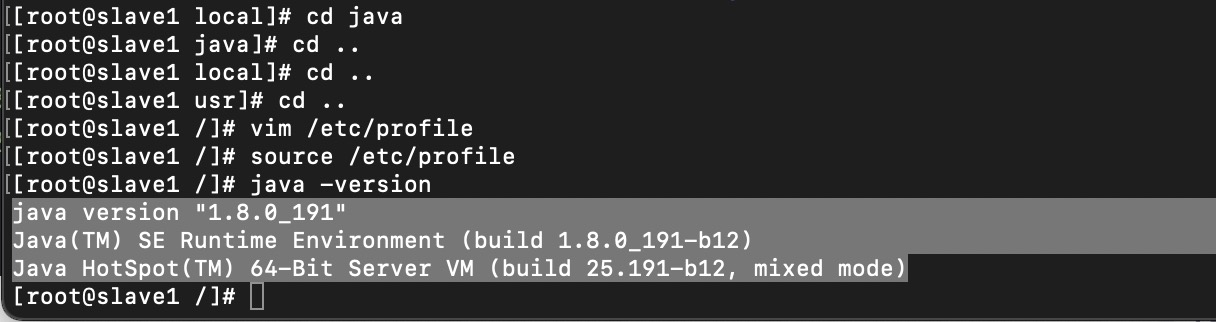 [[root@slave1 local]# cd java
[[root@slave1 java]# cd ..
[[root@slave1 local]# cd ..
[[root@slave1 usr]# cd ..
[[root@slave1 /]# vim /etc/profile
[[root@slave1 /]# source /etc/profile
[[root@slave1 /]# java -version
java version "1.8.0_191"
Java(TM) SE Runtime Environment (build 1.8.0_191-b12)
Java HotSpot(TM) 64-Bit Server VM (build 25.191-b12, mixed mode)
[root@slave1 /]#